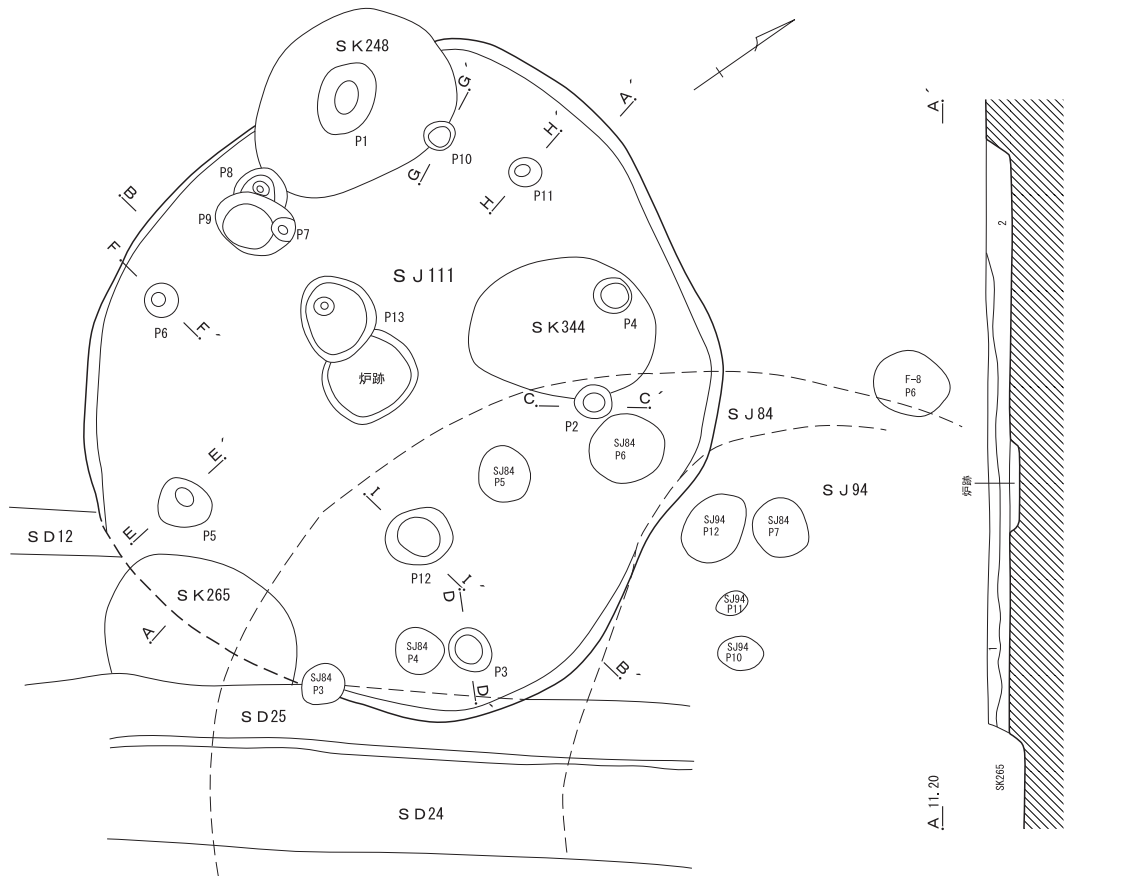 SK248
P1
G´
A´
A´
P10
H´
P8
G
P11
B
H
2
P9
P7
F
SJ111
P6
F´
P13
SK344
P4
炉跡
F-8
P6
C
C´
P2
SJ84
SJ84
P6
SJ84
P5
E´
I
SJ94
炉跡
SD12
E
P5
SJ94
P12
SJ84
P7
P12
I´
D
SK265
SJ94
P11
A
SJ84
P4
P3
SJ94
P10
1
B´
SJ84
P3
D´
SD25
SK265
A 11.20
SD24